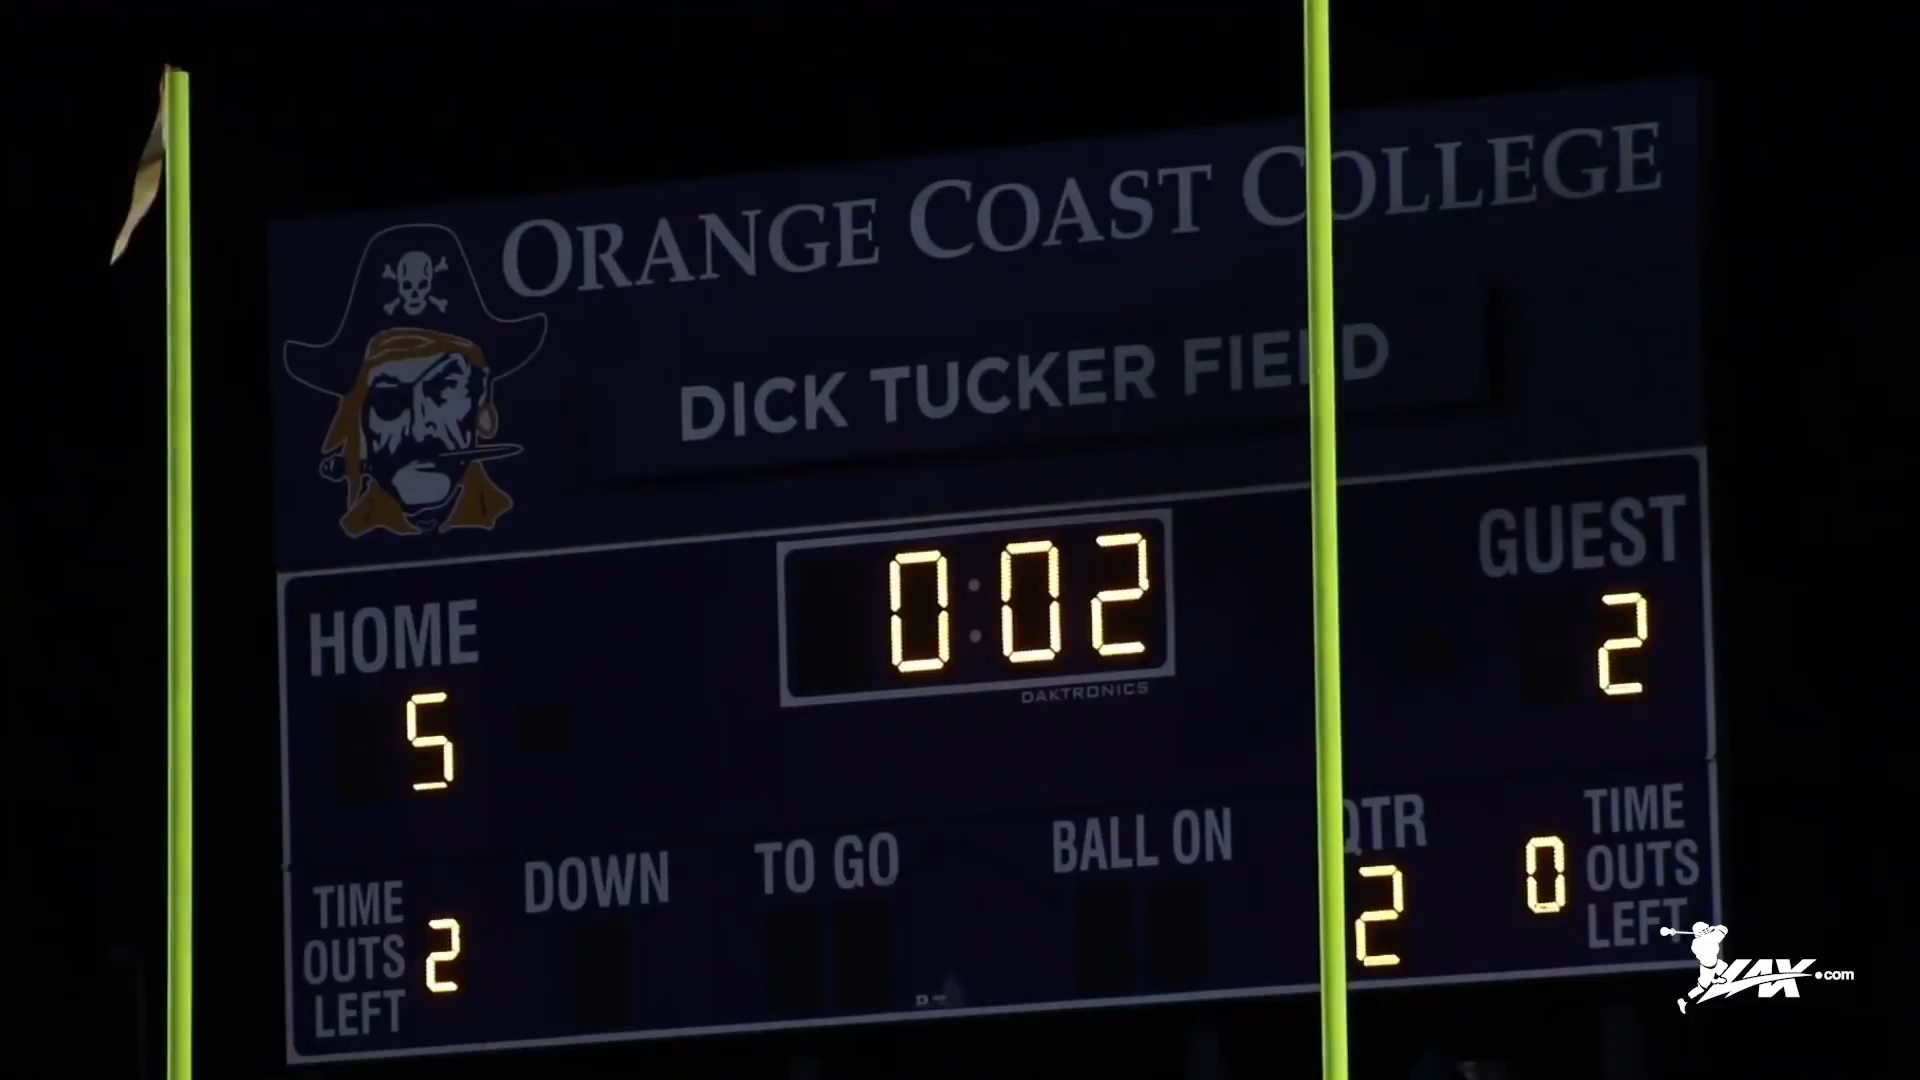 ORANGE COAST COLLEGE
DICK TUCKER FIELD
0:02
DAKTRONICS
HOME
5
GUEST
2
TIME
OUTS
LEFT
2
DOWN
TO GO
BALL ON
QTR
2
0
TIME
OUTS
LEFT
LAX.com